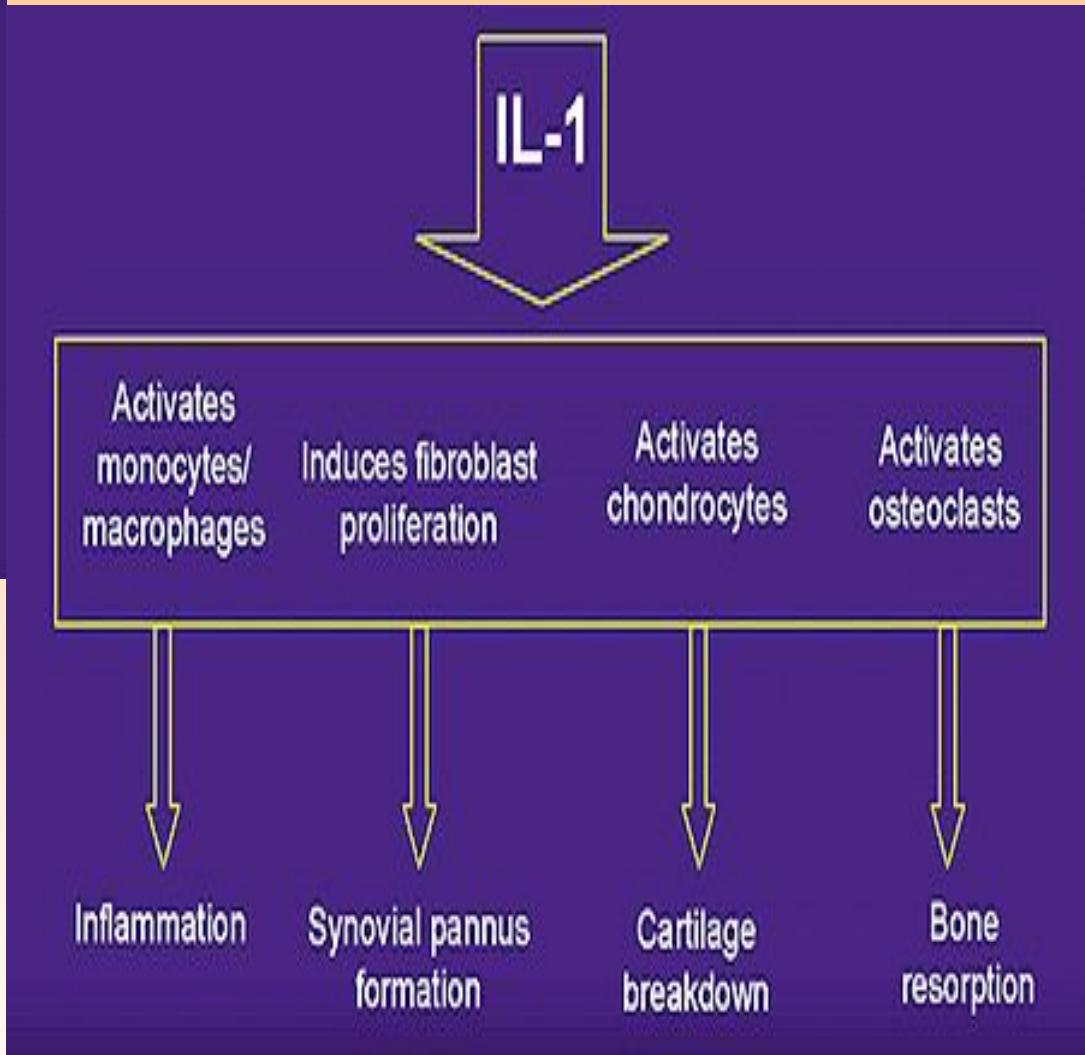 IL-1
Activates
monocytes/
macrophages
Induces fibroblast
proliferation
Activates
chondrocytes
Activates
osteoclasts
Inflammation
Synovial pannus
formation
Cartilage
breakdown
Bone
resorption